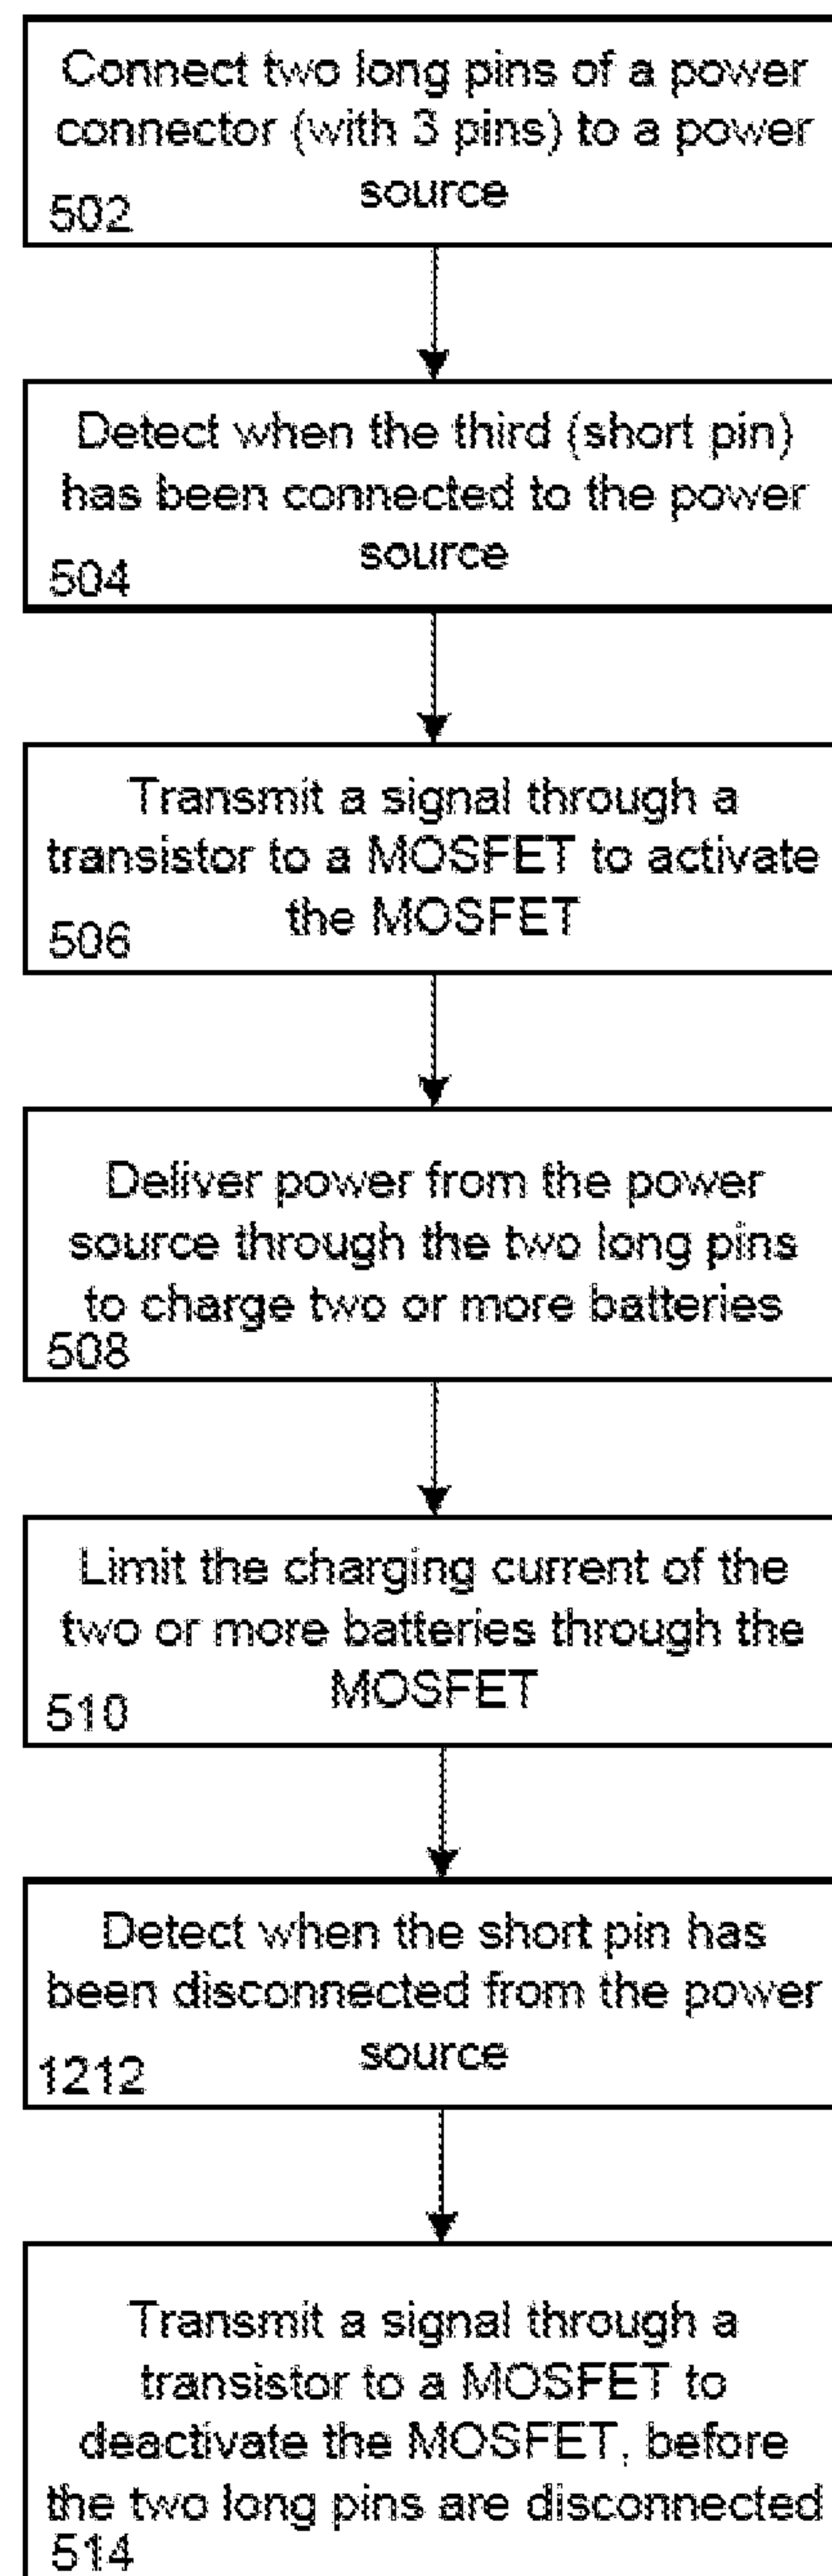 Connect two long pins of a power
connector (with 3 pins) to a power
source
502
Detect when the third (short pin)
has been connected to the power
source
504
Transmit a signal through a
transistor to a MOSFET to activate
the MOSFET
506
Deliver power from the power
source through the two long pins
to charge two or more batteries
508
Limit the charging current of the
two or more batteries through the
MOSFET
510
Detect when the short pin has
been disconnected from the power
source
1212
Transmit a signal through a
transistor to a MOSFET to
deactivate the MOSFET, before
the two long pins are disconnected
514